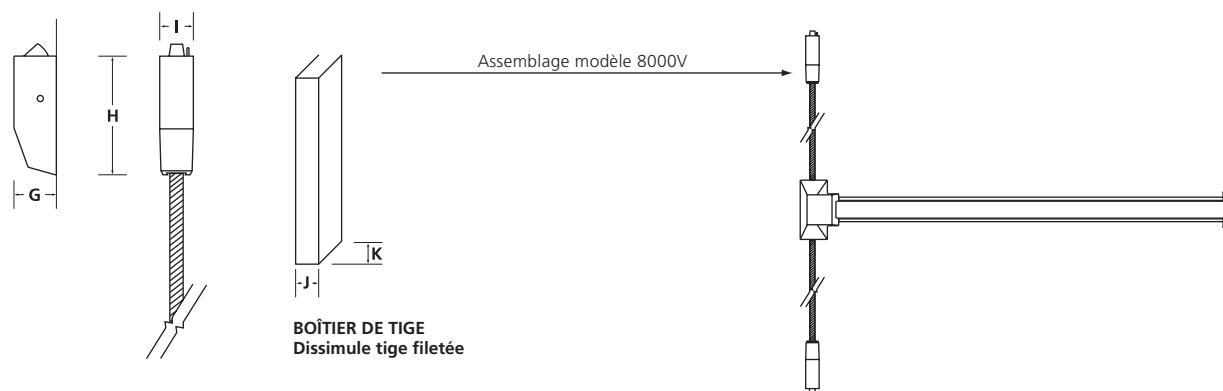 I
Assemblage modèle 8000V
H
G
K
J
BOÎTIER DE TIGE
Dissimule tige filetée